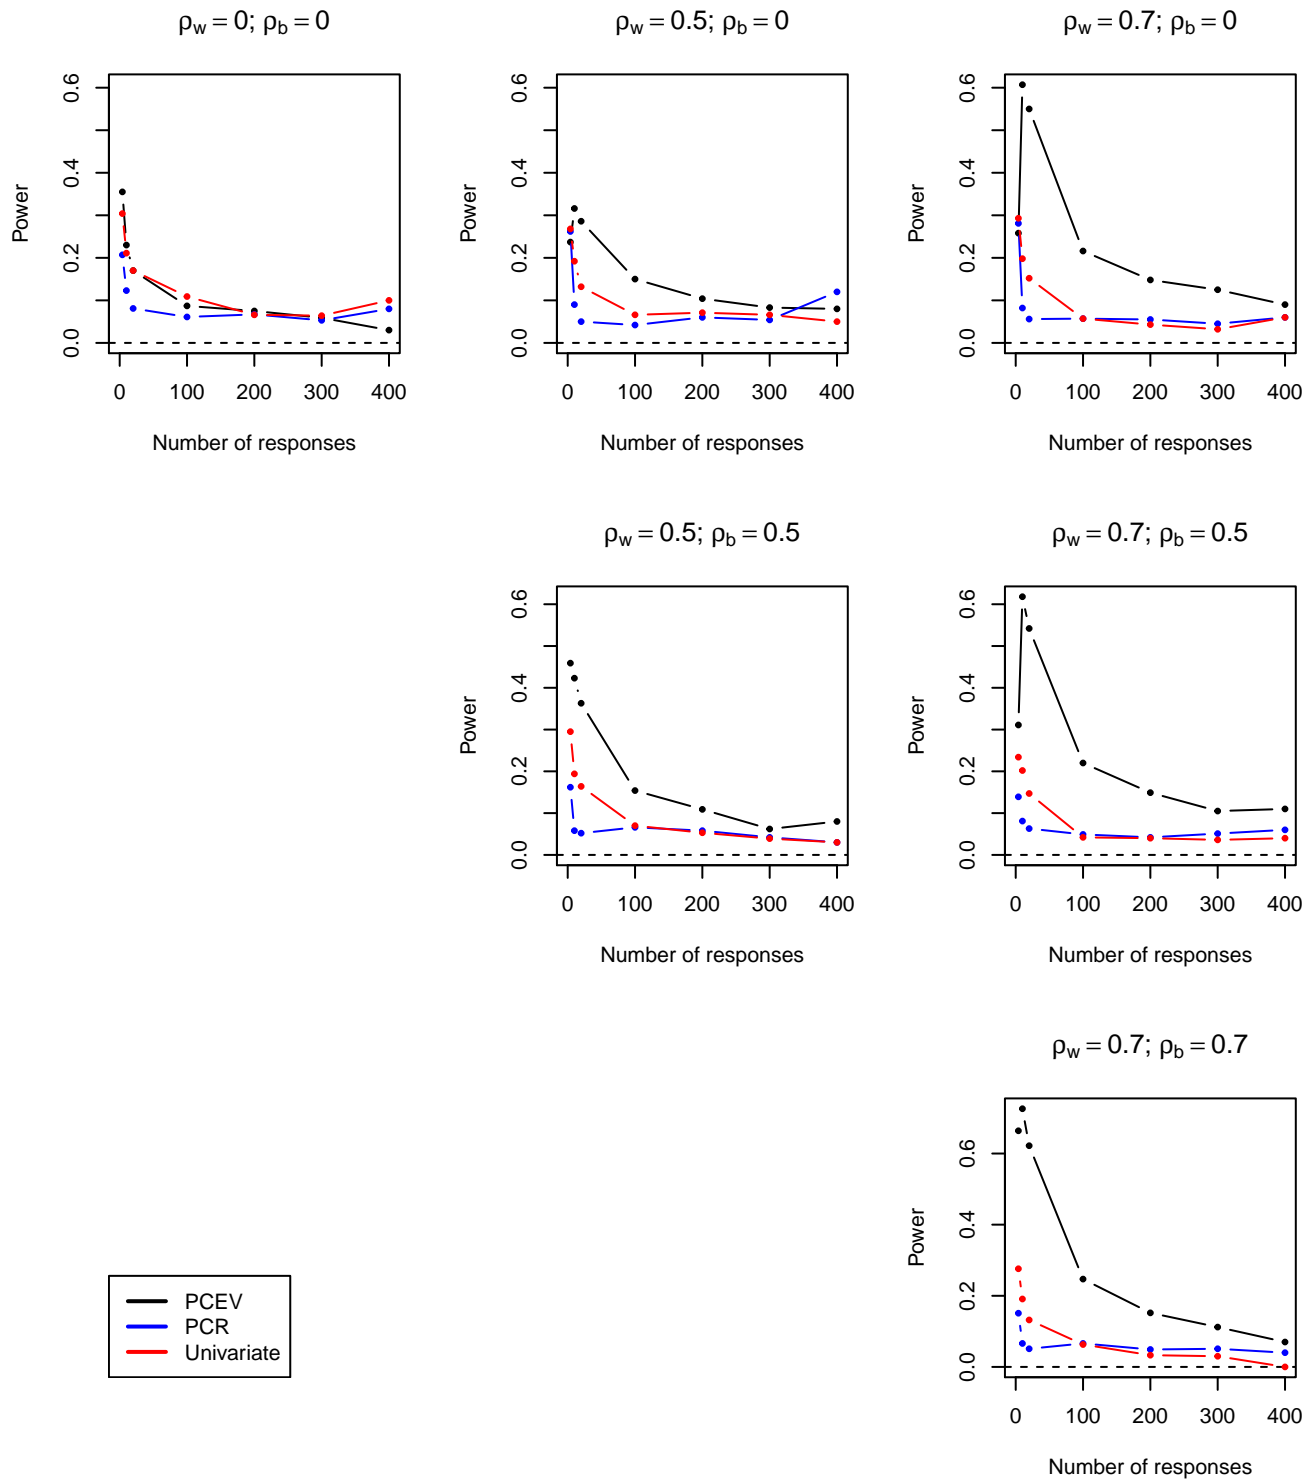 ρw = 0; ρb = 0
ρw = 0.5; ρb = 0
ρw = 0.7; ρb = 0
Power
0.0 0.2 0.4 0.6
0 100 200 300 400
Number of responses
Power
0.0 0.2 0.4 0.6
0 100 200 300 400
Number of responses
Power
0.0 0.2 0.4 0.6
0 100 200 300 400
Number of responses
ρw = 0.5; ρb = 0.5
ρw = 0.7; ρb = 0.5
Power
0.0 0.2 0.4 0.6
0 100 200 300 400
Number of responses
Power
0.0 0.2 0.4 0.6
0 100 200 300 400
Number of responses
ρw = 0.7; ρb = 0.7
Power
0.0 0.2 0.4 0.6
0 100 200 300 400
Number of responses
PCEV
PCR
Univariate